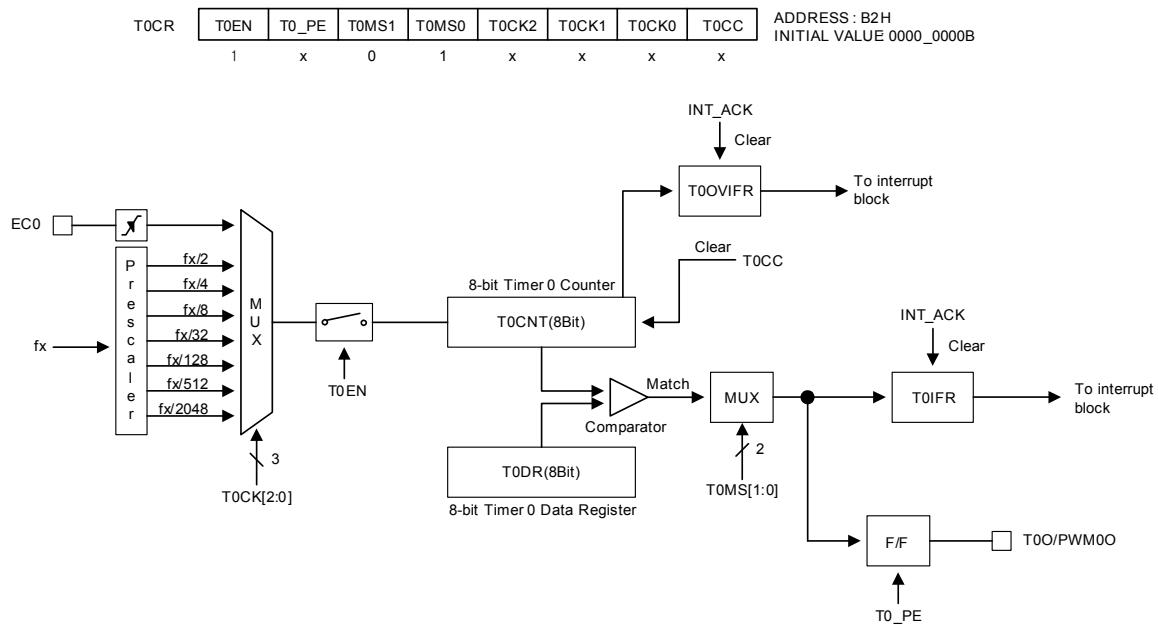 T0CR T0EN T0_PE T0MS1 T0MS0 T0CK2 T0CK1 T0CK0 T0CC ADDRESS : B2H
INITIAL VALUE 0000_0000B
1 x 0 1 x x x x
INT_ACK
Clear
T0OVIFR
To interrupt
block
EC0
Prescaler
fx/2
fx/4
fx/8
fx/32
fx/128
fx/512
fx/2048
fx
MUX
3
T0CK[2:0]
T0EN
Clear
T0CC
8-bit Timer 0 Counter
T0CNT(8Bit)
INT_ACK
Clear
Match
MUX
T0IFR
To interrupt
block
Comparator
2
T0MS[1:0]
T0DR(8Bit)
8-bit Timer 0 Data Register
F/F
T0O/PWM0O
T0_PE